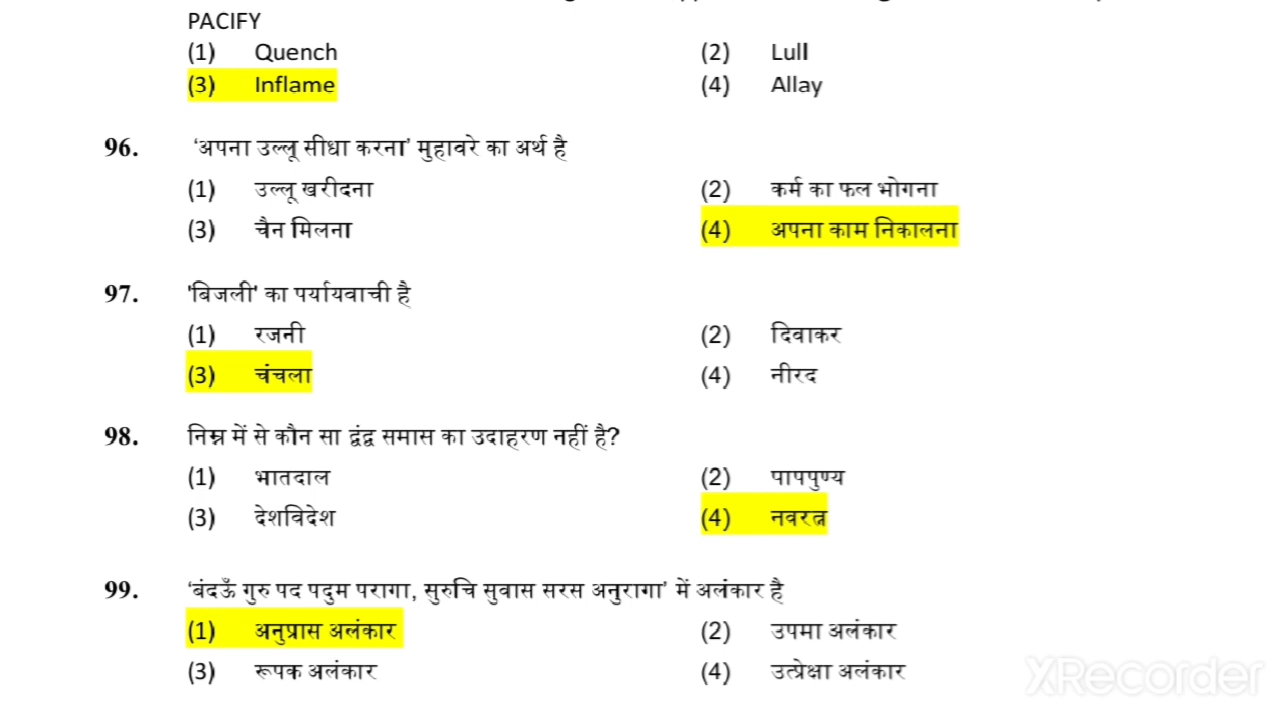 PACIFY
(1) Quench (2) Lull
(3) Inflame (4) Allay
96. 'अपना उल्लू सीधा करना' मुहावरे का अर्थ है
(1) उल्लू खरीदना (2) कर्म का फल भोगना
(3) चैन मिलना (4) अपना काम निकालना
97. 'बिजली' का पर्यायवाची है
(1) रजनी (2) दिवाकर
(3) चंचला (4) नीरद
98. निम्न में से कौन सा द्वंद्व समास का उदाहरण नहीं है?
(1) भातदाल (2) पापपुण्य
(3) देशविदेश (4) नवरत्न
99. 'बंदऊँ गुरु पद पदुम परागा, सुरुचि सुवास सरस अनुरागा' में अलंकार है
(1) अनुप्रास अलंकार (2) उपमा अलंकार
(3) रूपक अलंकार (4) उत्प्रेक्षा अलंकार
XRecorder